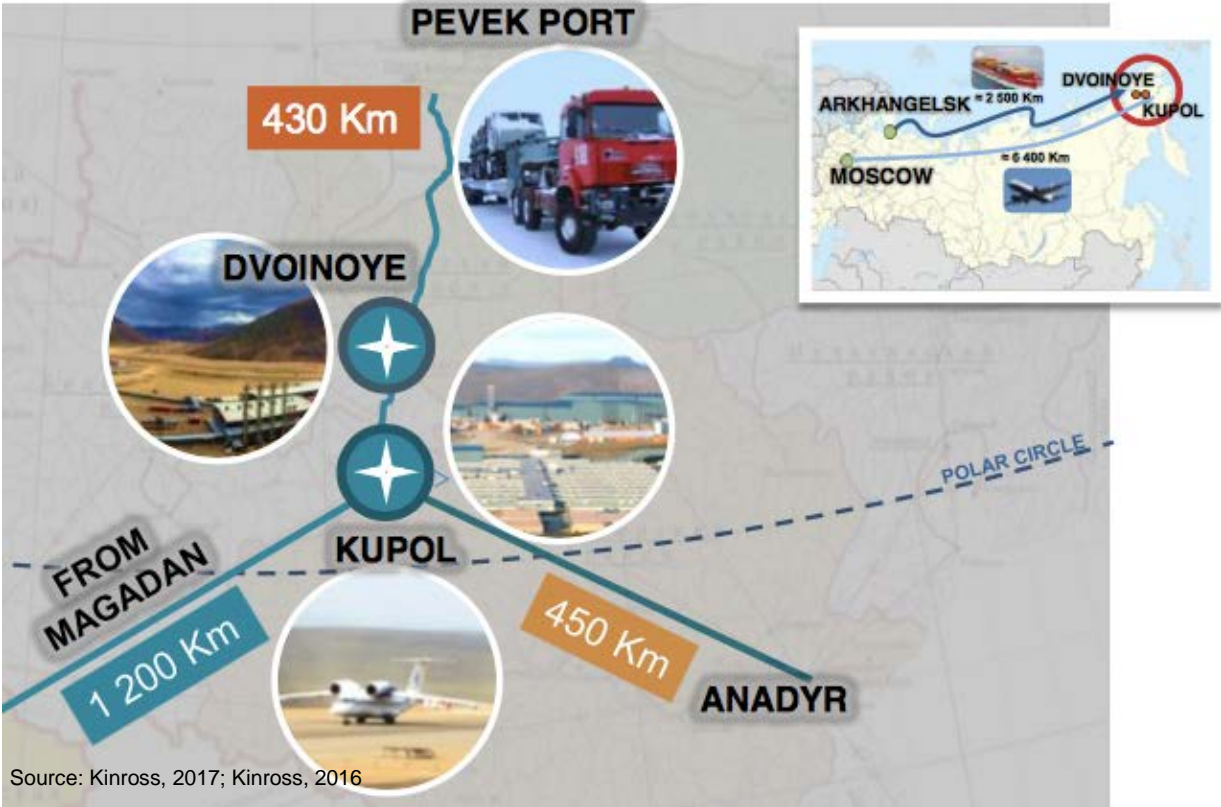 PEVEK PORT
430 Km
DVOINOYE
KUPOL
FROM
MAGADAN
1 200 Km
450 Km
ANADYR
POLAR CIRCLE
ARKHANGELSK
≈ 2 500 Km
DVOINOYE
KUPOL
MOSCOW
≈ 6 400 Km
Source: Kinross, 2017; Kinross, 2016